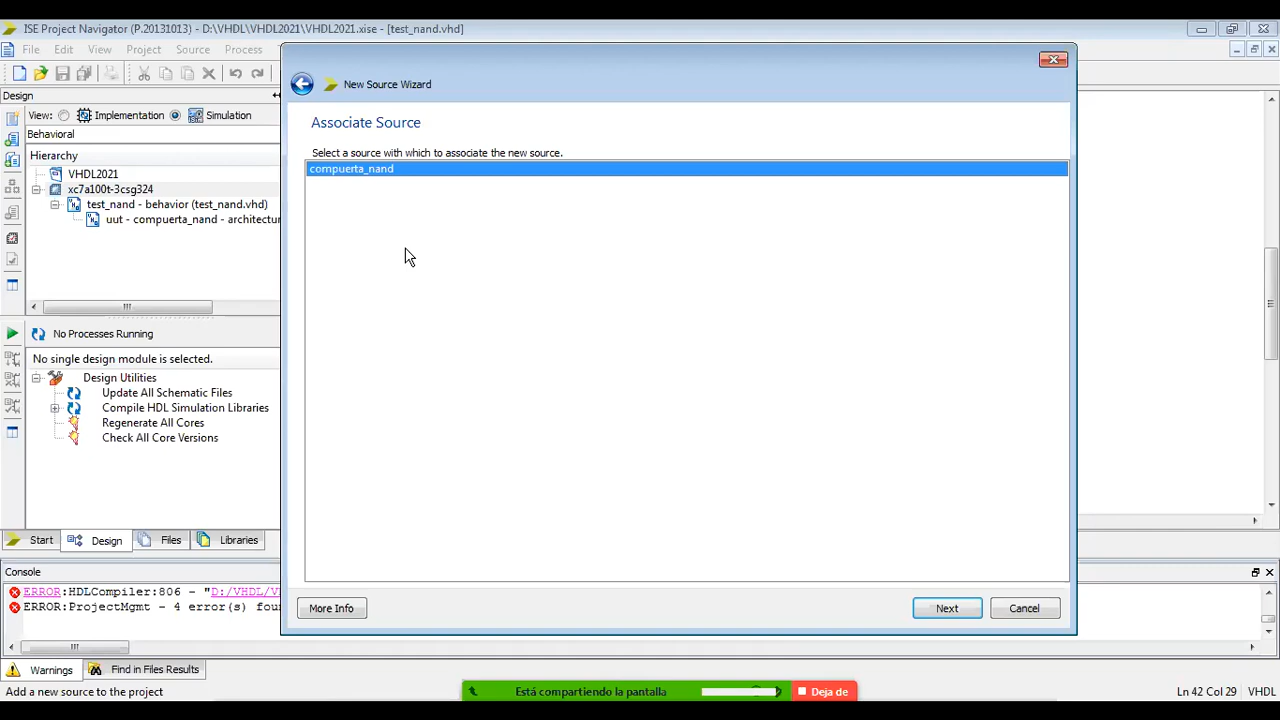 ISE Project Navigator (P.20131013) - D:\VHDL\VHDL2021\VHDL2021.xise - [test_nand.vhd]
File Edit View Project Source Process
New Source Wizard
Design
View: Implementation Simulation
Behavioral
Hierarchy
VHDL2021
xc7a100t-3csg324
test_nand - behavior (test_nand.vhd)
uut - compuerta_nand - architectur
Associate Source
Select a source with which to associate the new source.
compuerta_nand
No Processes Running
No single design module is selected.
Design Utilities
Update All Schematic Files
Compile HDL Simulation Libraries
Regenerate All Cores
Check All Core Versions
Start Design Files Libraries
Console
ERROR:HDLCompiler:806 - "D:/VHDL/V
ERROR:ProjectMgmt - 4 error(s) fou
More Info Next Cancel
Warnings Find in Files Results
Add a new source to the project
Está compartiendo la pantalla Deja de
Ln 42 Col 29 VHDL